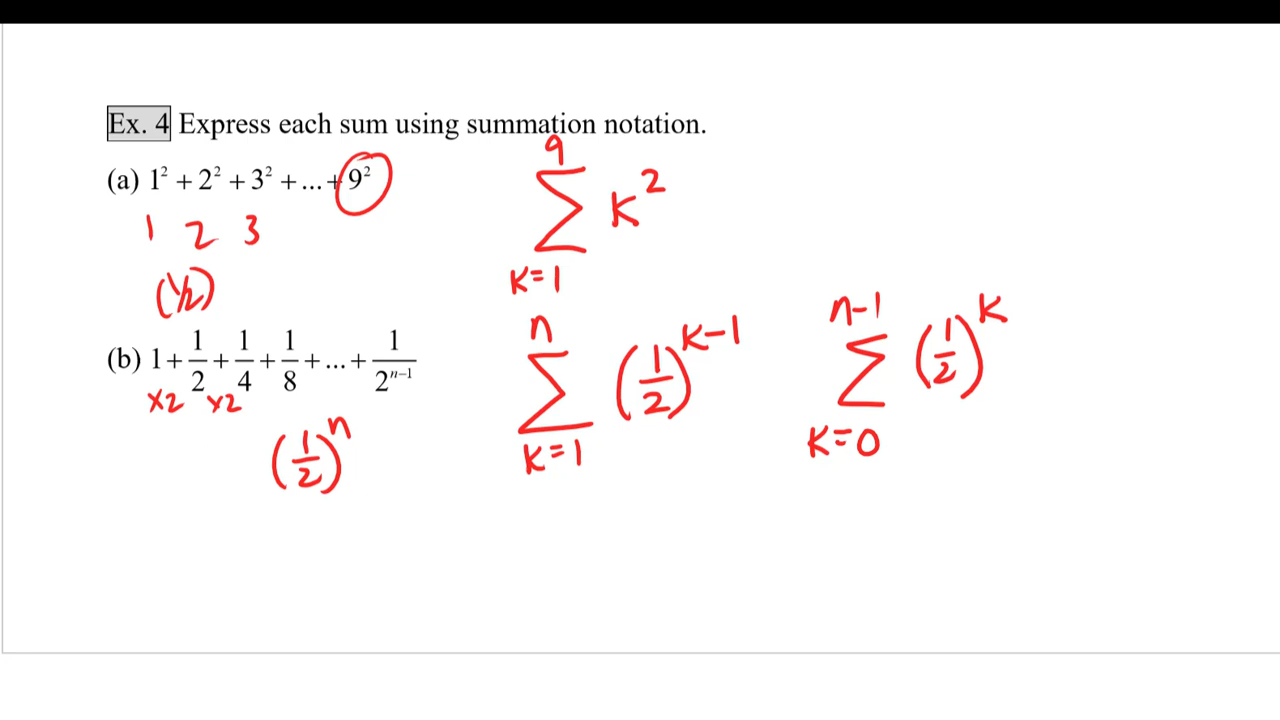 Ex. 4 Express each sum using summation notation.
(a) 1² + 2² + 3² + ... + 9²
1 2 3
9
∑ k²
k=1
(1/2)
(b) 1 + 1/2 + 1/4 + 1/8 + ... + 1/2ⁿ⁻¹
×2 ×2
(1/2)ⁿ
n
∑ (1/2)ᵏ⁻¹
k=1
n-1
∑ (1/2)ᵏ
k=0